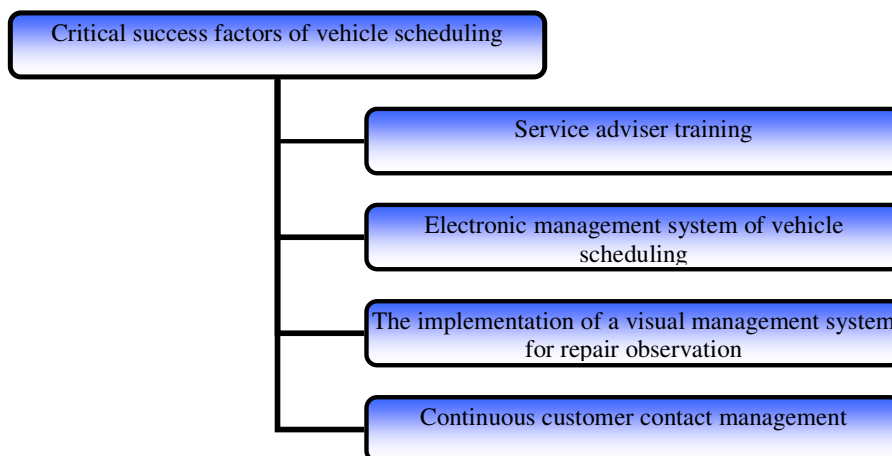 Critical success factors of vehicle scheduling
Service adviser training
Electronic management system of vehicle
scheduling
The implementation of a visual management system
for repair observation
Continuous customer contact management